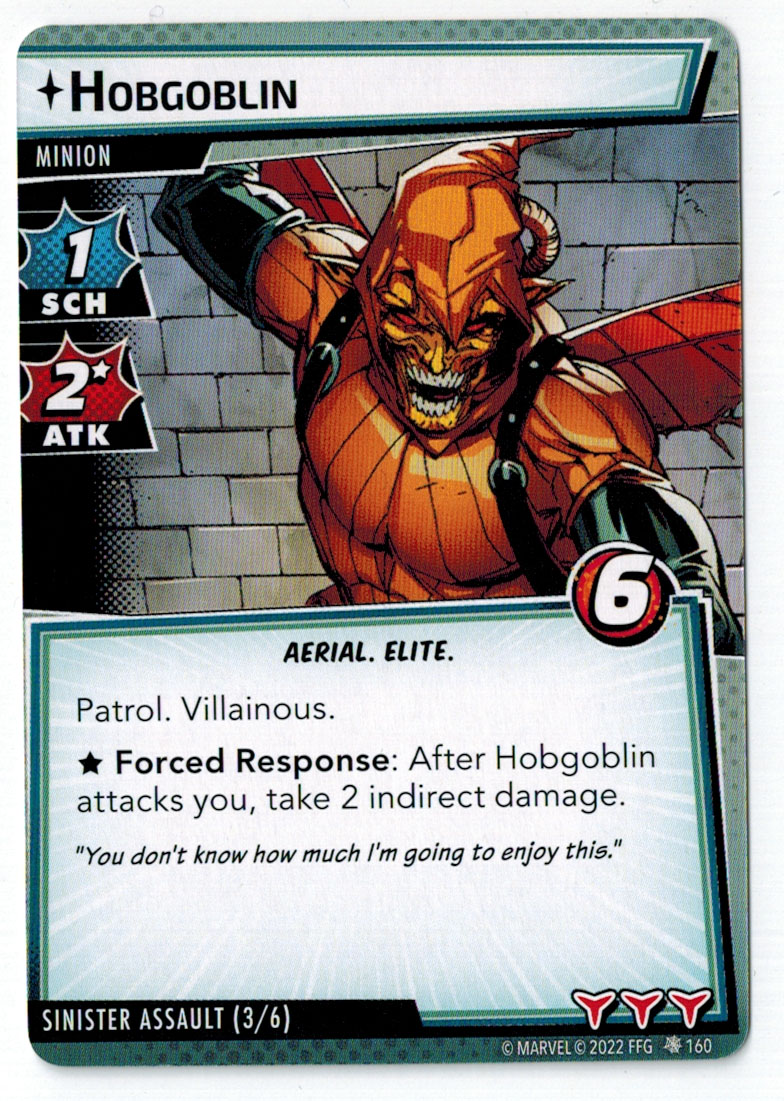 HOBGOBLIN
MINION
1
SCH
2
ATK
6
AERIAL. ELITE.
Patrol. Villainous.
★ Forced Response: After Hobgoblin
attacks you, take 2 indirect damage.
"You don't know how much I'm going to enjoy this."
SINISTER ASSAULT (3/6)
© MARVEL © 2022 FFG 160